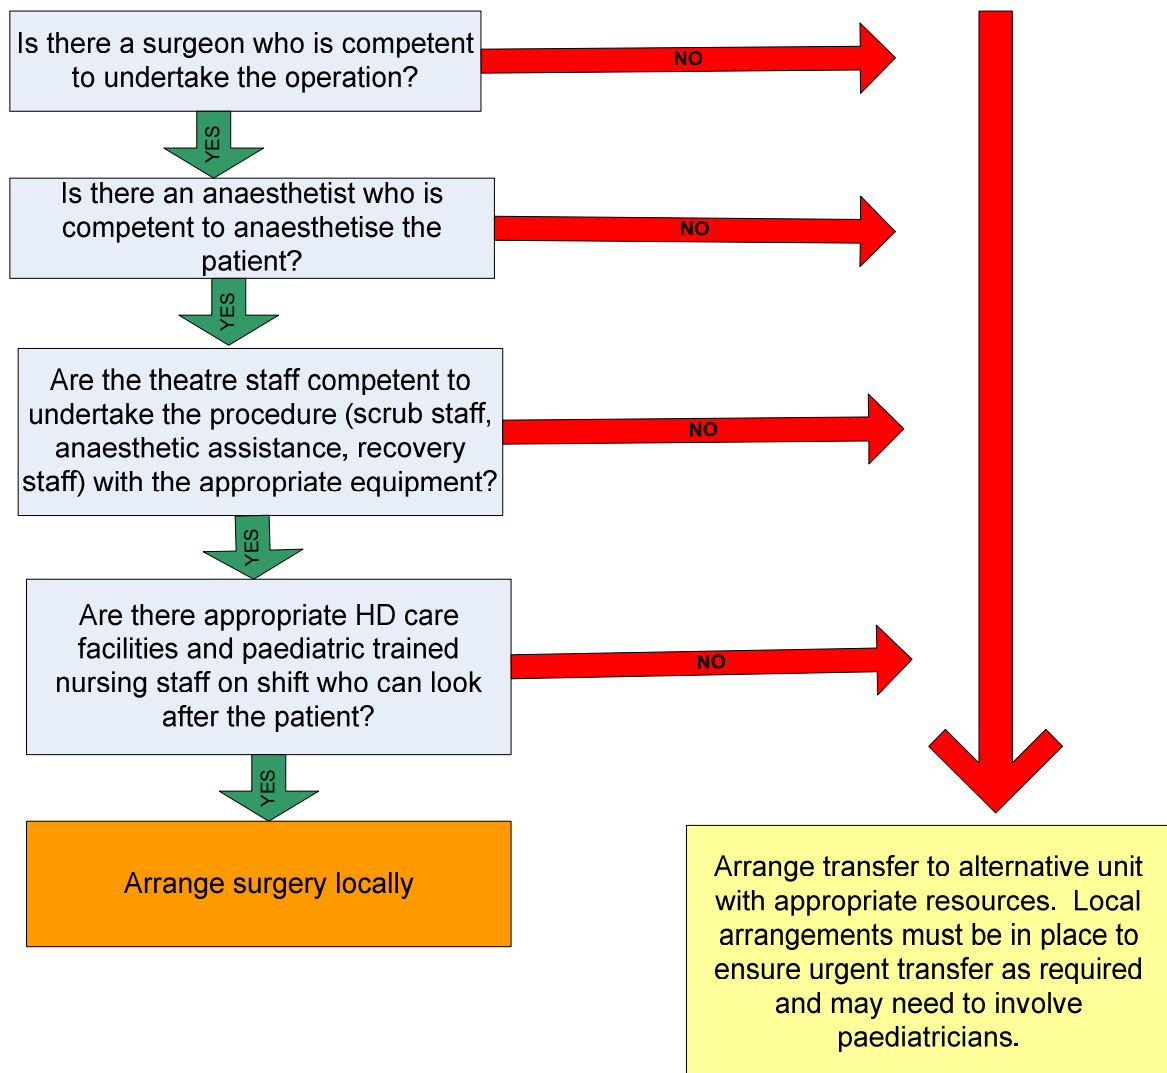 Is there a surgeon who is competent
to undertake the operation?
NO
YES
Is there an anaesthetist who is
competent to anaesthetise the
patient?
NO
YES
Are the theatre staff competent to
undertake the procedure (scrub staff,
anaesthetic assistance, recovery
staff) with the appropriate equipment?
NO
YES
Are there appropriate HD care
facilities and paediatric trained
nursing staff on shift who can look
after the patient?
NO
YES
Arrange surgery locally
Arrange transfer to alternative unit
with appropriate resources.  Local
arrangements must be in place to
ensure urgent transfer as required
and may need to involve
paediatricians.